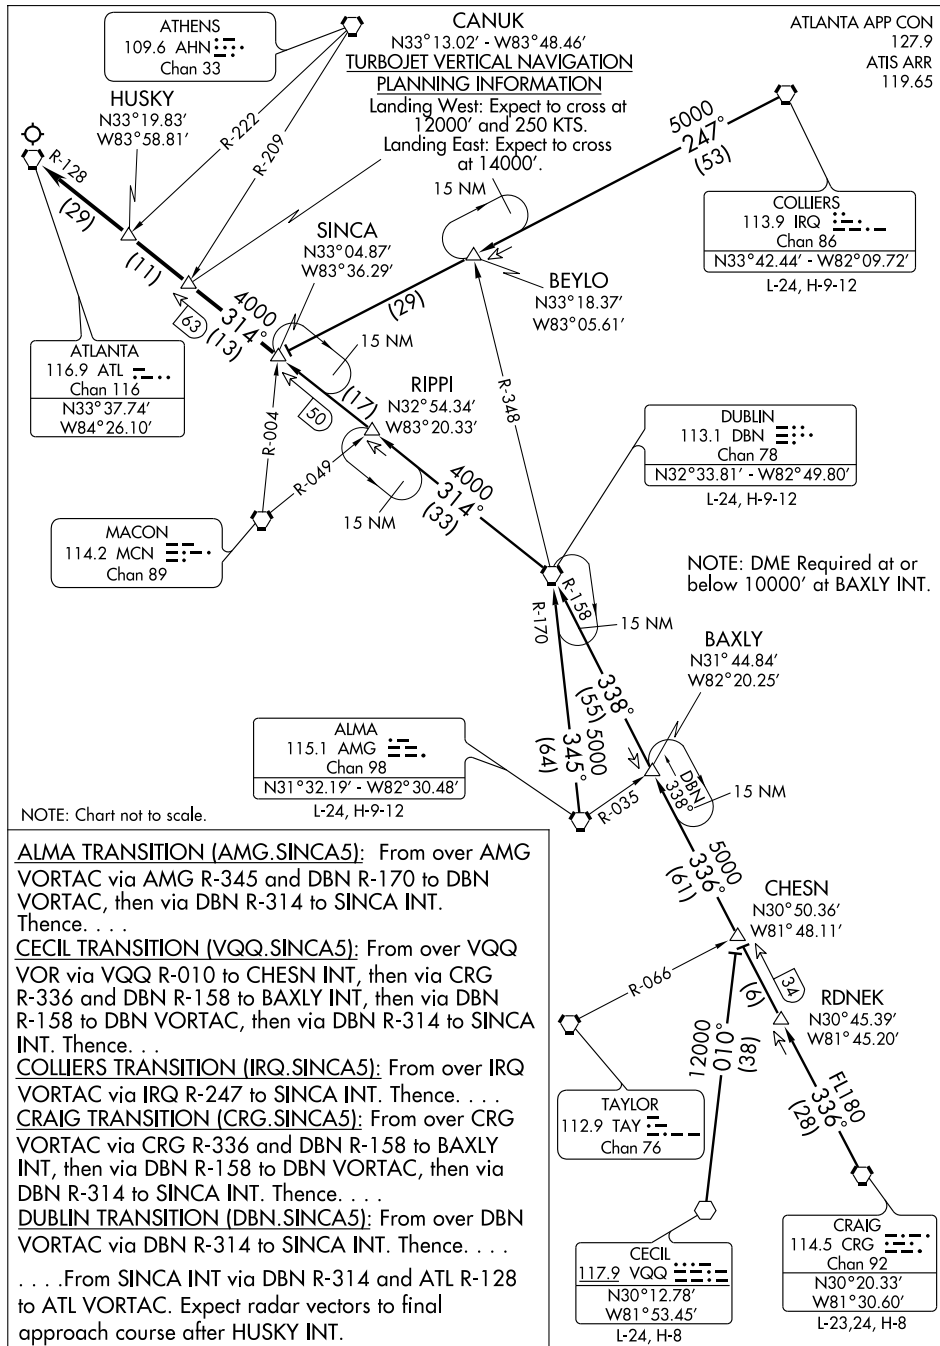 ATHENS
109.6 AHN
Chan 33
CANUK
N33°13.02' - W83°48.46'
TURBOJET VERTICAL NAVIGATION
PLANNING INFORMATION
Landing West: Expect to cross at
12000' and 250 KTS.
Landing East: Expect to cross
at 14000'.
ATLANTA APP CON
127.9
ATIS ARR
119.65
HUSKY
N33°19.83'
W83°58.81'
R-222
R-209
R-128
(29)
(11)
5000
247°
(53)
15 NM
COLLIERS
113.9 IRQ
Chan 86
N33°42.44' - W82°09.72'
L-24, H-9-12
SINCA
N33°04.87'
W83°36.29'
BEYLO
N33°18.37'
W83°05.61'
(29)
4000
314°
(13)
63
15 NM
ATLANTA
116.9 ATL
Chan 116
N33°37.74'
W84°26.10'
RIPPI
N32°54.34'
W83°20.33'
(17)
50
R-004
R-049
R-348
15 NM
4000
314°
(33)
DUBLIN
113.1 DBN
Chan 78
N32°33.81' - W82°49.80'
L-24, H-9-12
MACON
114.2 MCN
Chan 89
NOTE: DME Required at or
below 10000' at BAXLY INT.
R-158
R-170
15 NM
BAXLY
N31°44.84'
W82°20.25'
338°
(55)
5000
345°
(64)
ALMA
115.1 AMG
Chan 98
N31°32.19' - W82°30.48'
L-24, H-9-12
R-035
DBN
338°
15 NM
NOTE: Chart not to scale.
5000
336°
(61)
CHESN
N30°50.36'
W81°48.11'
R-066
34
(6)
RDNEK
N30°45.39'
W81°45.20'
12000
010°
(38)
FL180
336°
(28)
TAYLOR
112.9 TAY
Chan 76
CECIL
117.9 VQQ
N30°12.78'
W81°53.45'
L-24, H-8
CRAIG
114.5 CRG
Chan 92
N30°20.33'
W81°30.60'
L-23,24, H-8
ALMA TRANSITION (AMG.SINCA5): From over AMG
VORTAC via AMG R-345 and DBN R-170 to DBN
VORTAC, then via DBN R-314 to SINCA INT.
Thence. . . .
CECIL TRANSITION (VQQ.SINCA5): From over VQQ
VOR via VQQ R-010 to CHESN INT, then via CRG
R-336 and DBN R-158 to BAXLY INT, then via DBN
R-158 to DBN VORTAC, then via DBN R-314 to SINCA
INT. Thence. . .
COLLIERS TRANSITION (IRQ.SINCA5): From over IRQ
VORTAC via IRQ R-247 to SINCA INT. Thence. . . .
CRAIG TRANSITION (CRG.SINCA5): From over CRG
VORTAC via CRG R-336 and DBN R-158 to BAXLY
INT, then via DBN R-158 to DBN VORTAC, then via
DBN R-314 to SINCA INT. Thence. . . .
DUBLIN TRANSITION (DBN.SINCA5): From over DBN
VORTAC via DBN R-314 to SINCA INT. Thence. . . .
. . . .From SINCA INT via DBN R-314 and ATL R-128
to ATL VORTAC. Expect radar vectors to final
approach course after HUSKY INT.